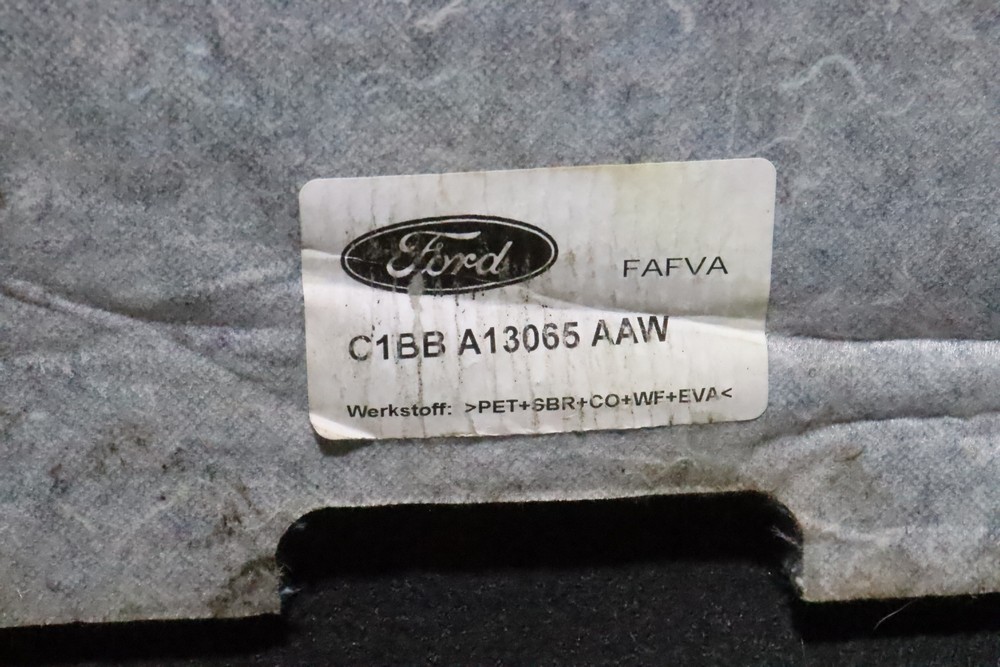 Ford
FAFVA
C1BB A13065 AAW
Werkstoff: >PET+SBR+CO+WF+EVA<